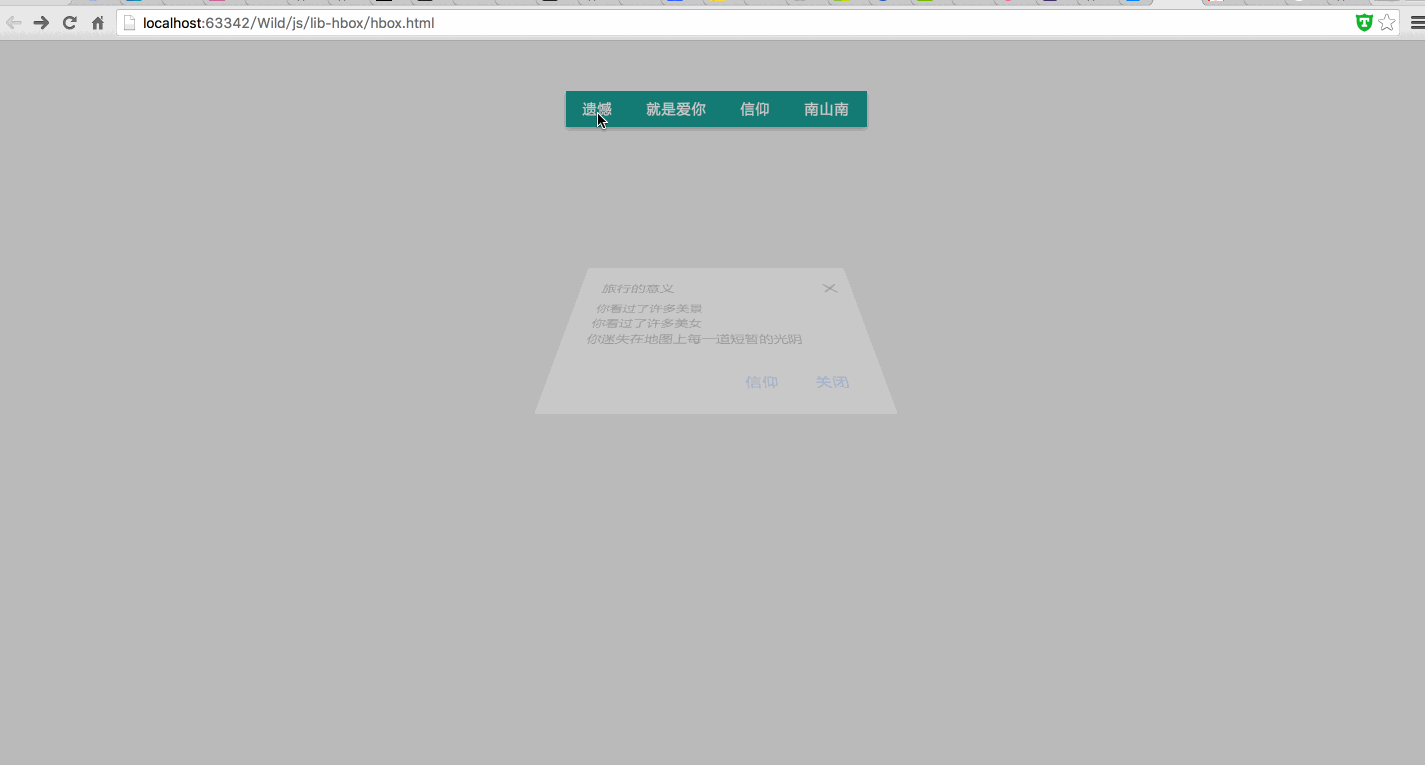 localhost:63342/Wild/js/lib-hbox/hbox.html
遗憾 就是爱你 信仰 南山南
旅行的意义
你看过了许多美景
你看过了许多美女
你迷失在地图上每一道短暂的光阴
信仰 关闭